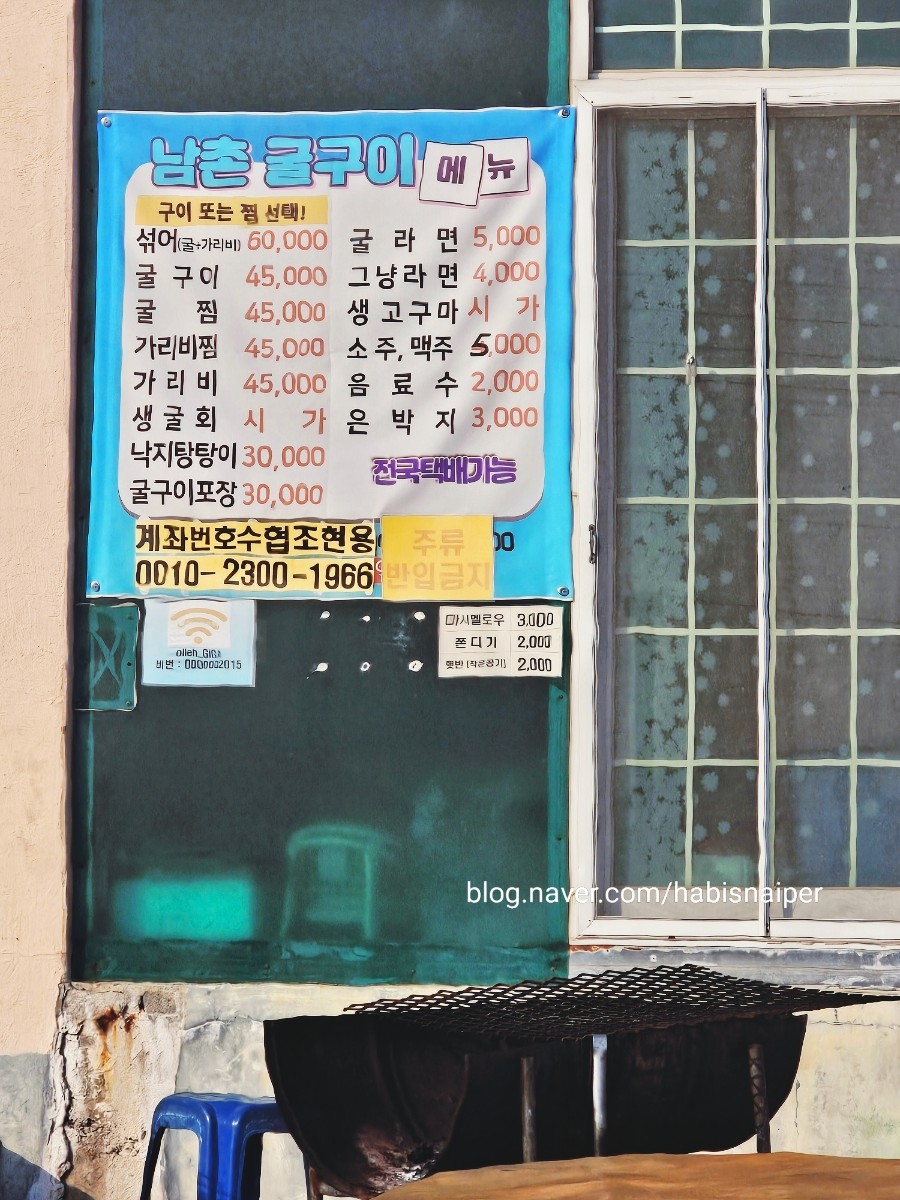 남촌 굴구이 메뉴
구이 또는 찜 선택!
섞어(굴+가리비) 60,000
굴 구이 45,000
굴 찜 45,000
가리비찜 45,000
가리비 45,000
생굴회 시 가
낙지탕탕이 30,000
굴구이포장 30,000
굴 라 면 5,000
그냥라면 4,000
생고구마 시 가
소주, 맥주 5,000
음 료 수 2,000
은 박 지 3,000
전국택배가능
계좌번호수협조현용
0010-2300-1966
주류
반입금지
olleh_GiGA
비번 : 0000002015
마시멜로우 3,000
쫀디기 2,000
햇반 (작은공기) 2,000
blog.naver.com/habisnaiper